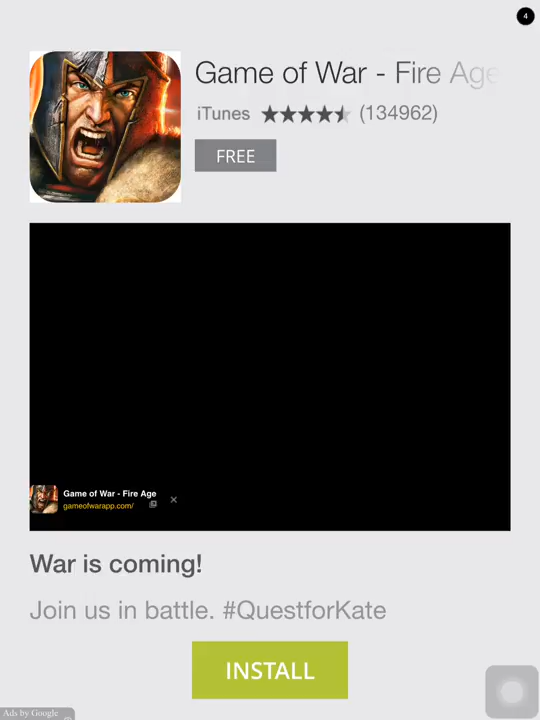 4
Game of War - Fire Age
iTunes (134962)
FREE
Game of War - Fire Age
gameofwarapp.com/
War is coming!
Join us in battle. #QuestforKate
INSTALL
Ads by Google